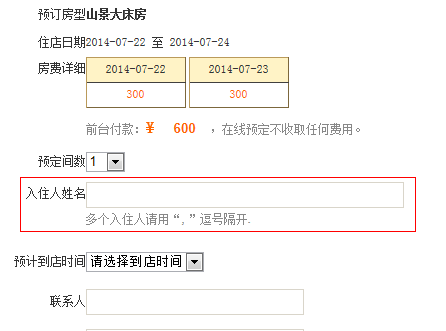 预订房型山景大床房
住店日期2014-07-22 至 2014-07-24
房费详细 2014-07-22 2014-07-23
300 300
前台付款：¥ 600 ，在线预定不收取任何费用。
预定间数 1
入住人姓名
多个入住人请用“,”逗号隔开.
预计到店时间 请选择到店时间
联系人